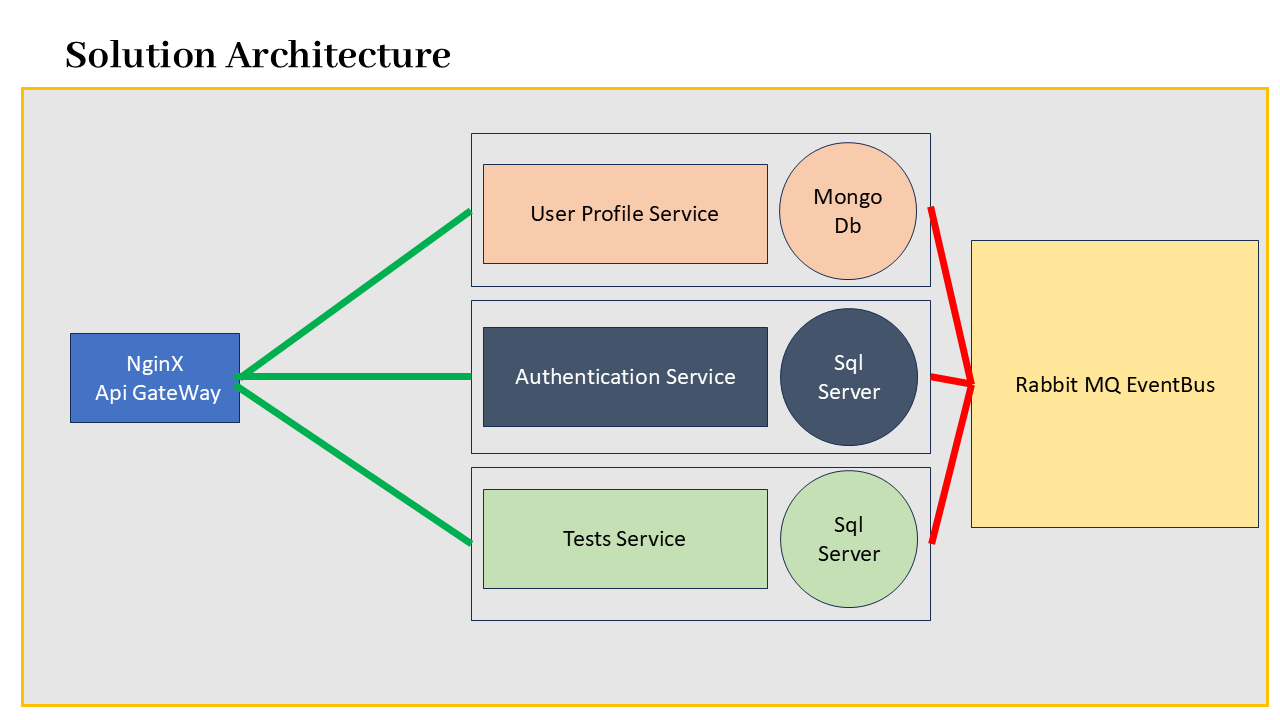 Solution Architecture
User Profile Service
Mongo
Db
NginX
Api GateWay
Authentication Service
Sql
Server
Rabbit MQ EventBus
Tests Service
Sql
Server